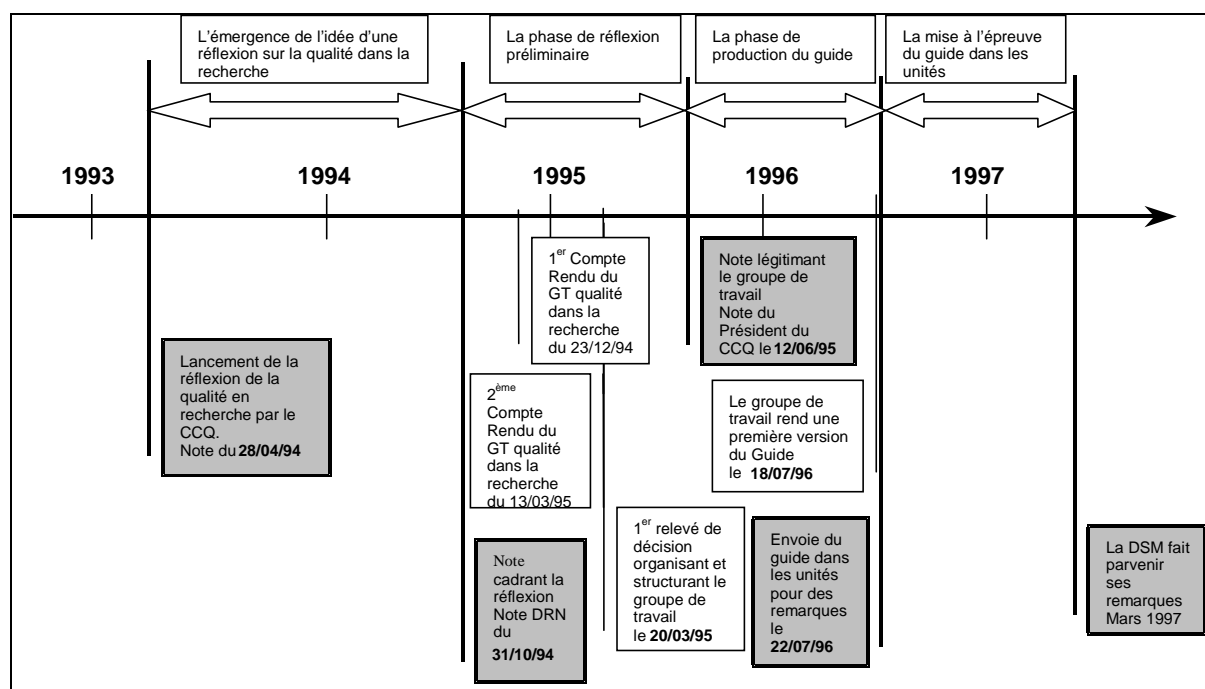 L'émergence de l'idée d'une
réflexion sur la qualité dans la
recherche
La phase de réflexion
préliminaire
La phase de
production du guide
La mise à l'épreuve
du guide dans les
unités
1993
1994
1995
1996
1997
1er Compte
Rendu du
GT qualité
dans la
recherche
du 23/12/94
Note légitimant
le groupe de
travail
Note du
Président du
CCQ le 12/06/95
Lancement de la
réflexion de la
qualité en
recherche par le
CCQ.
Note du 28/04/94
2ème
Compte
Rendu du
GT qualité
dans la
recherche
du 13/03/95
Le groupe de
travail rend une
première version
du Guide
le 18/07/96
Note
cadrant la
réflexion
Note DRN
du
31/10/94
1er relevé de
décision
organisant et
structurant le
groupe de
travail
le 20/03/95
Envoie du
guide dans
les unités
pour des
remarques
le
22/07/96
La DSM fait
parvenir
ses
remarques
Mars 1997